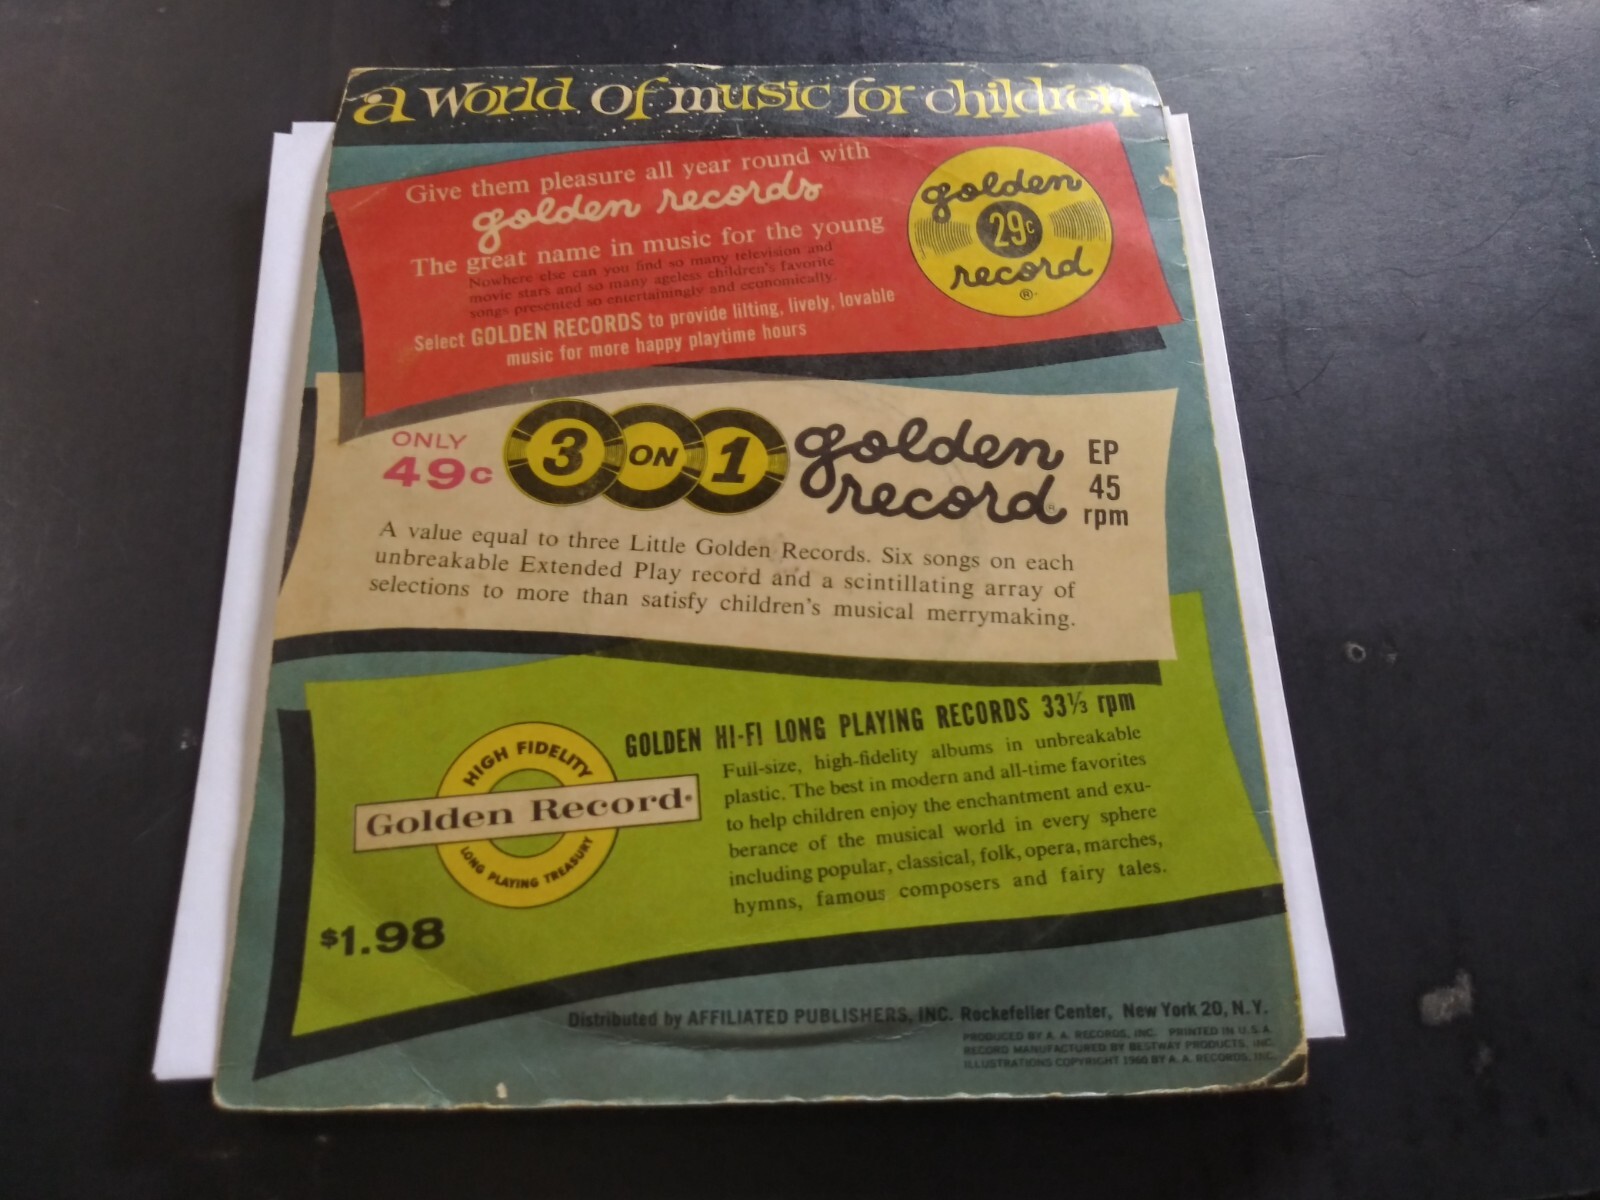 a world of music for children
Give them pleasure all year round with
golden records
The great name in music for the young
Nowhere else can you find so many television and
movie stars and so many ageless children's favorite
songs presented so entertainingly and economically.
Select GOLDEN RECORDS to provide lilting, lively, lovable
music for more happy playtime hours
golden
29c
record
®
ONLY
49c
3 ON 1
golden
record®
EP
45
rpm
A value equal to three Little Golden Records. Six songs on each
unbreakable Extended Play record and a scintillating array of
selections to more than satisfy children's musical merrymaking.
GOLDEN HI-FI LONG PLAYING RECORDS 33⅓ rpm
HIGH FIDELITY
Golden Record®
LONG PLAYING TREASURY
$1.98
Full-size, high-fidelity albums in unbreakable
plastic. The best in modern and all-time favorites
to help children enjoy the enchantment and exu-
berance of the musical world in every sphere
including popular, classical, folk, opera, marches,
hymns, famous composers and fairy tales.
Distributed by AFFILIATED PUBLISHERS, INC. Rockefeller Center, New York 20, N.Y.
PRODUCED BY A. A. RECORDS, INC. PRINTED IN U.S.A.
RECORD MANUFACTURED BY BESTWAY PRODUCTS, INC.
ILLUSTRATIONS COPYRIGHT 1960 BY A. A. RECORDS, INC.